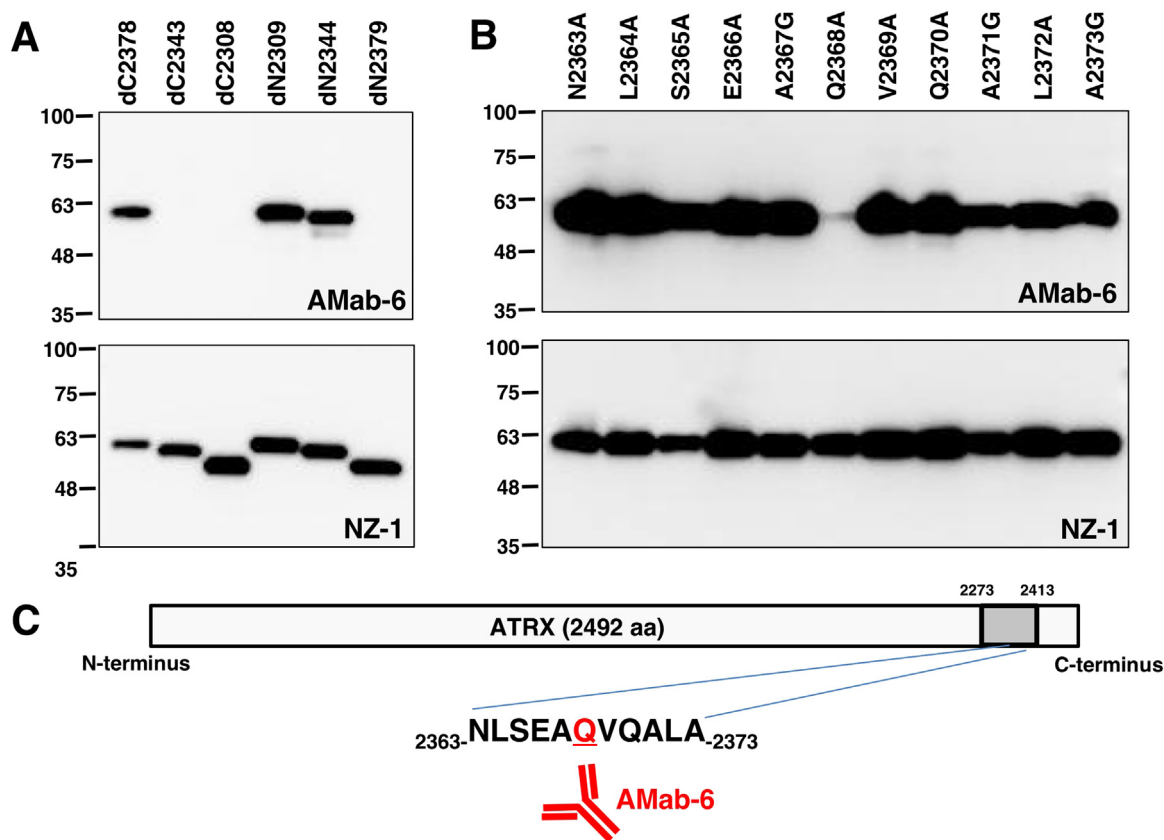 A
dC2378
dC2343
dC2308
dN2309
dN2344
dN2379
100
75
63
48
35
AMab-6
100
75
63
48
35
NZ-1
B
N2363A
L2364A
S2365A
E2366A
A2367G
Q2368A
V2369A
Q2370A
A2371G
L2372A
A2373G
100
75
63
48
35
AMab-6
100
75
63
48
35
NZ-1
C
2273 2413
ATRX (2492 aa)
N-terminus
C-terminus
2363-NLSEAQVQALA-2373
AMab-6